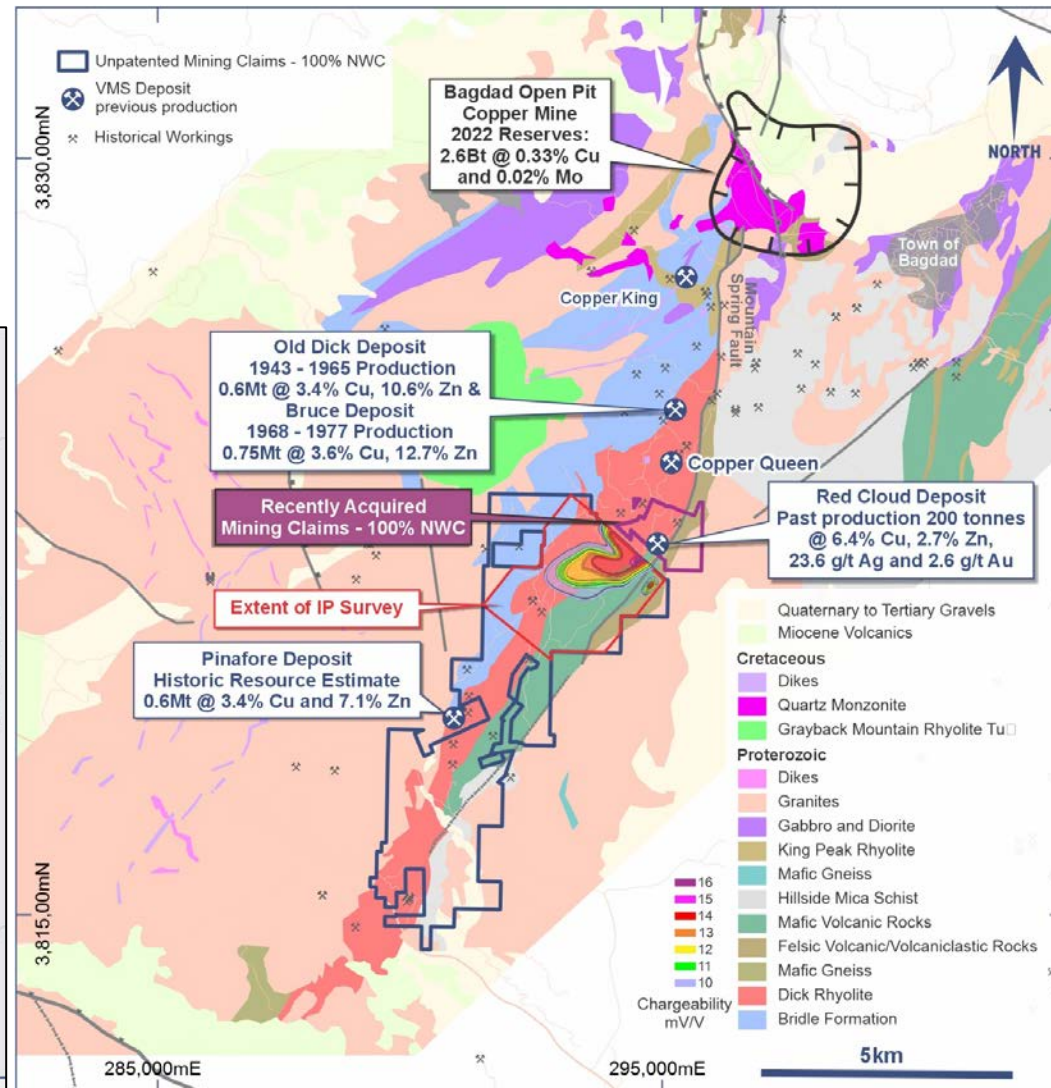 Unpatented Mining Claims - 100% NWC
VMS Deposit
previous production
Historical Workings
Bagdad Open Pit
Copper Mine
2022 Reserves:
2.6Bt @ 0.33% Cu
and 0.02% Mo
NORTH
3,830,00mN
Town of
Bagdad
Copper King
Mountain
Spring Fault
Old Dick Deposit
1943 - 1965 Production
0.6Mt @ 3.4% Cu, 10.6% Zn &
Bruce Deposit
1968 - 1977 Production
0.75Mt @ 3.6% Cu, 12.7% Zn
Copper Queen
Recently Acquired
Mining Claims - 100% NWC
Red Cloud Deposit
Past production 200 tonnes
@ 6.4% Cu, 2.7% Zn,
23.6 g/t Ag and 2.6 g/t Au
Extent of IP Survey
Pinafore Deposit
Historic Resource Estimate
0.6Mt @ 3.4% Cu and 7.1% Zn
Quaternary to Tertiary Gravels
Miocene Volcanics
Cretaceous
Dikes
Quartz Monzonite
Grayback Mountain Rhyolite Tu□
Proterozoic
Dikes
Granites
Gabbro and Diorite
King Peak Rhyolite
Mafic Gneiss
Hillside Mica Schist
Mafic Volcanic Rocks
Felsic Volcanic/Volcaniclastic Rocks
Mafic Gneiss
Dick Rhyolite
Bridle Formation
16
15
14
13
12
11
10
Chargeability
mV/V
3,815,00mN
285,000mE
295,000mE
5km